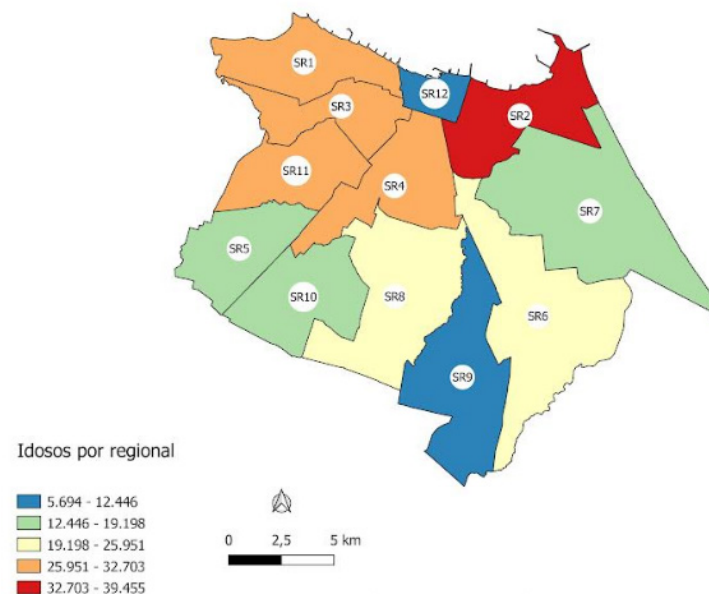 SR1
SR12
SR3
SR2
SR11
SR4
SR7
SR5
SR10
SR8
SR6
SR9
Idosos por regional
5.694 - 12.446
12.446 - 19.198
19.198 - 25.951
25.951 - 32.703
32.703 - 39.455
0 2,5 5 km